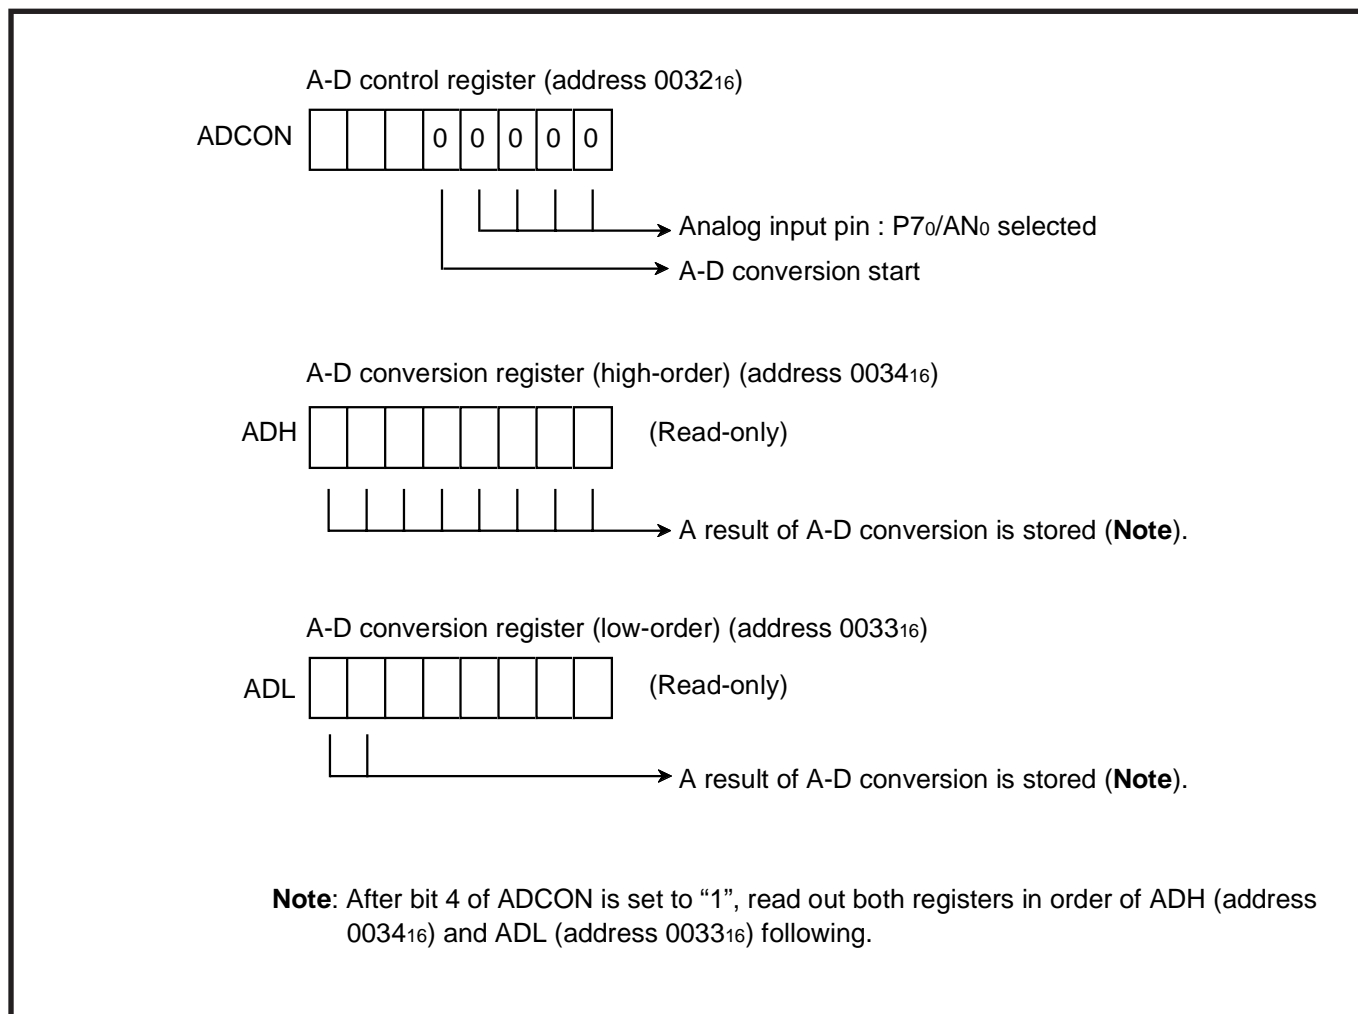 A-D control register (address 003216)
ADCON 0 0 0 0 0
Analog input pin : P70/AN0 selected
A-D conversion start
A-D conversion register (high-order) (address 003416)
ADH (Read-only)
A result of A-D conversion is stored (Note).
A-D conversion register (low-order) (address 003316)
ADL (Read-only)
A result of A-D conversion is stored (Note).
Note: After bit 4 of ADCON is set to “1”, read out both registers in order of ADH (address
003416) and ADL (address 003316) following.